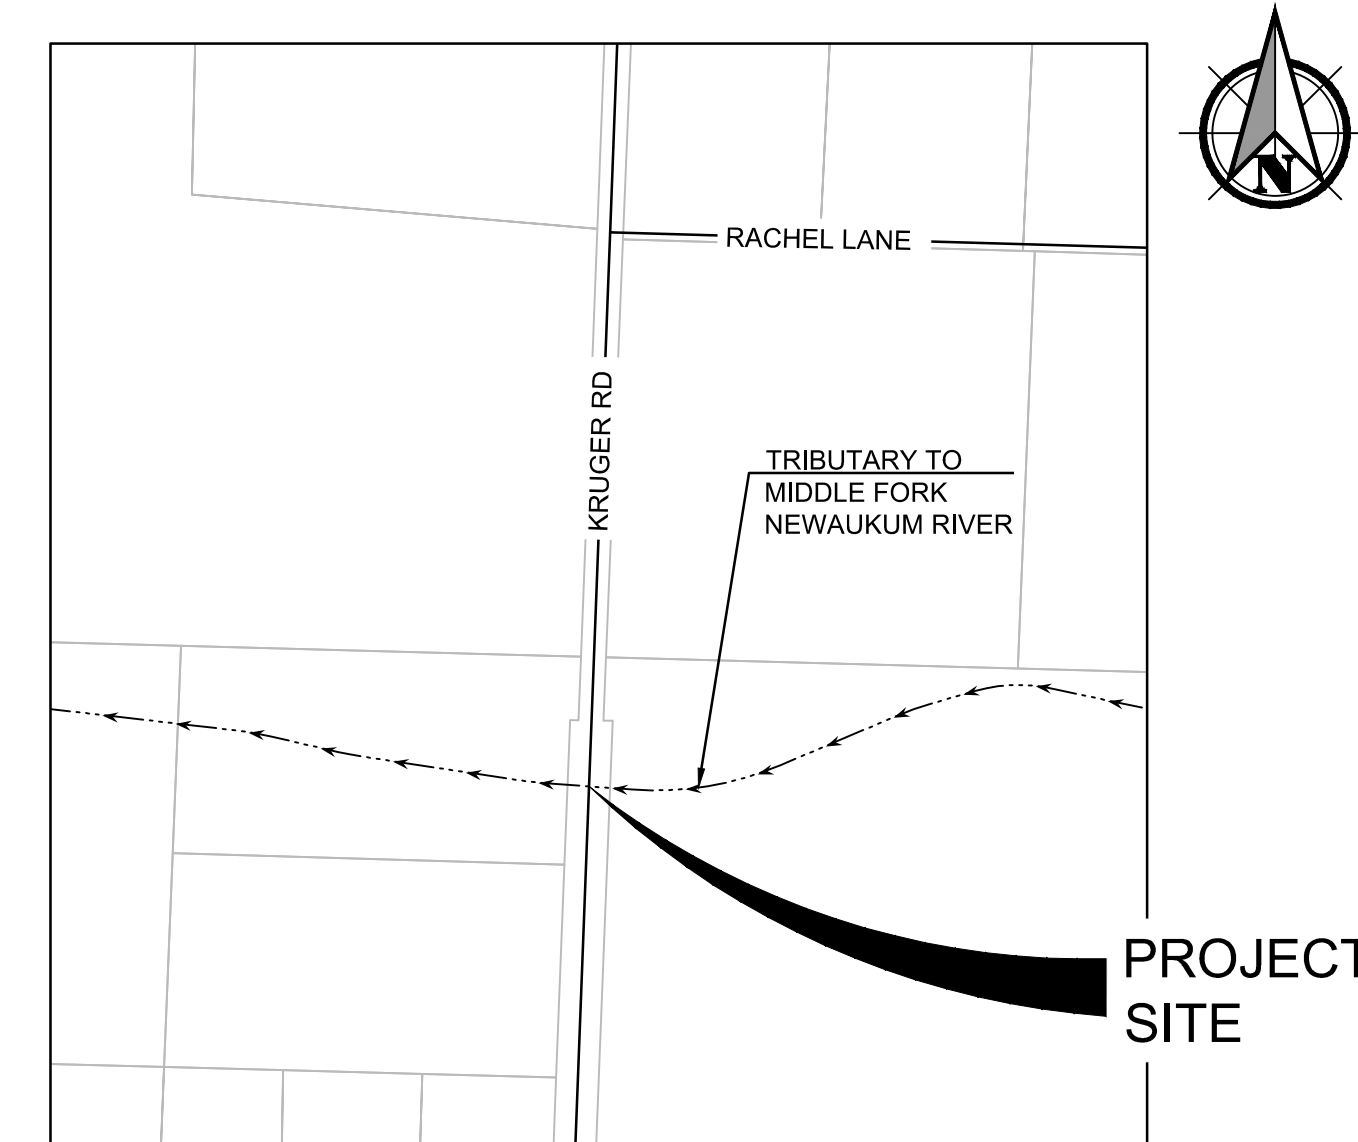 N
RACHEL LANE
KRUGER RD
TRIBUTARY TO
MIDDLE FORK
NEWAUKUM RIVER
PROJECT
SITE